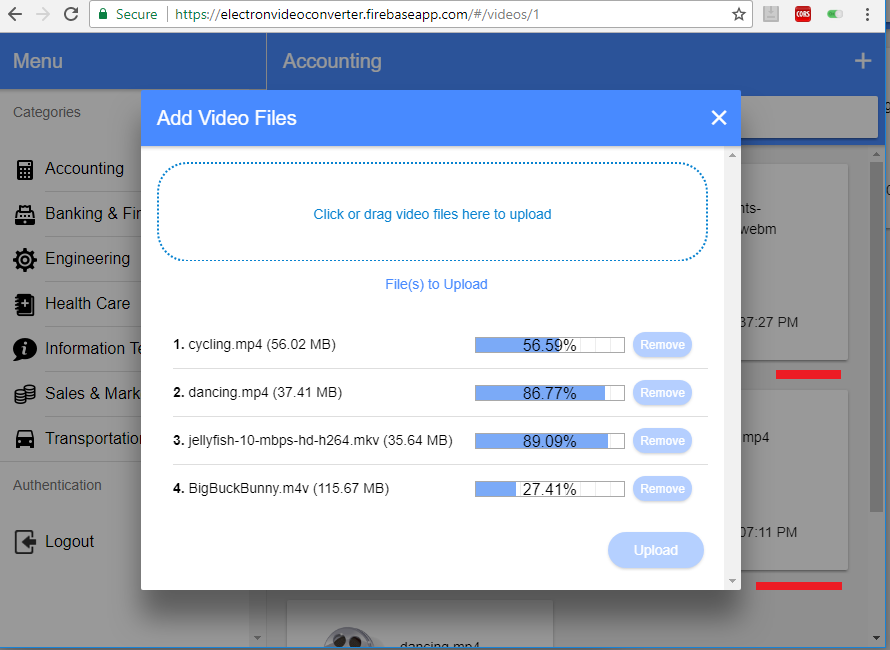 Secure https://electronvideoconverter.firebaseapp.com/#/videos/1
CORS
Menu
Accounting
Categories
Accounting
Banking & Fi
Engineering
Health Care
Information Te
Sales & Mark
Transportation
Authentication
Logout
Add Video Files
Click or drag video files here to upload
File(s) to Upload
1. cycling.mp4 (56.02 MB) 56.59% Remove
2. dancing.mp4 (37.41 MB) 86.77% Remove
3. jellyfish-10-mbps-hd-h264.mkv (35.64 MB) 89.09% Remove
4. BigBuckBunny.m4v (115.67 MB) 27.41% Remove
Upload
nts-
webm
37:27 PM
mp4
07:11 PM
dancing.mp4